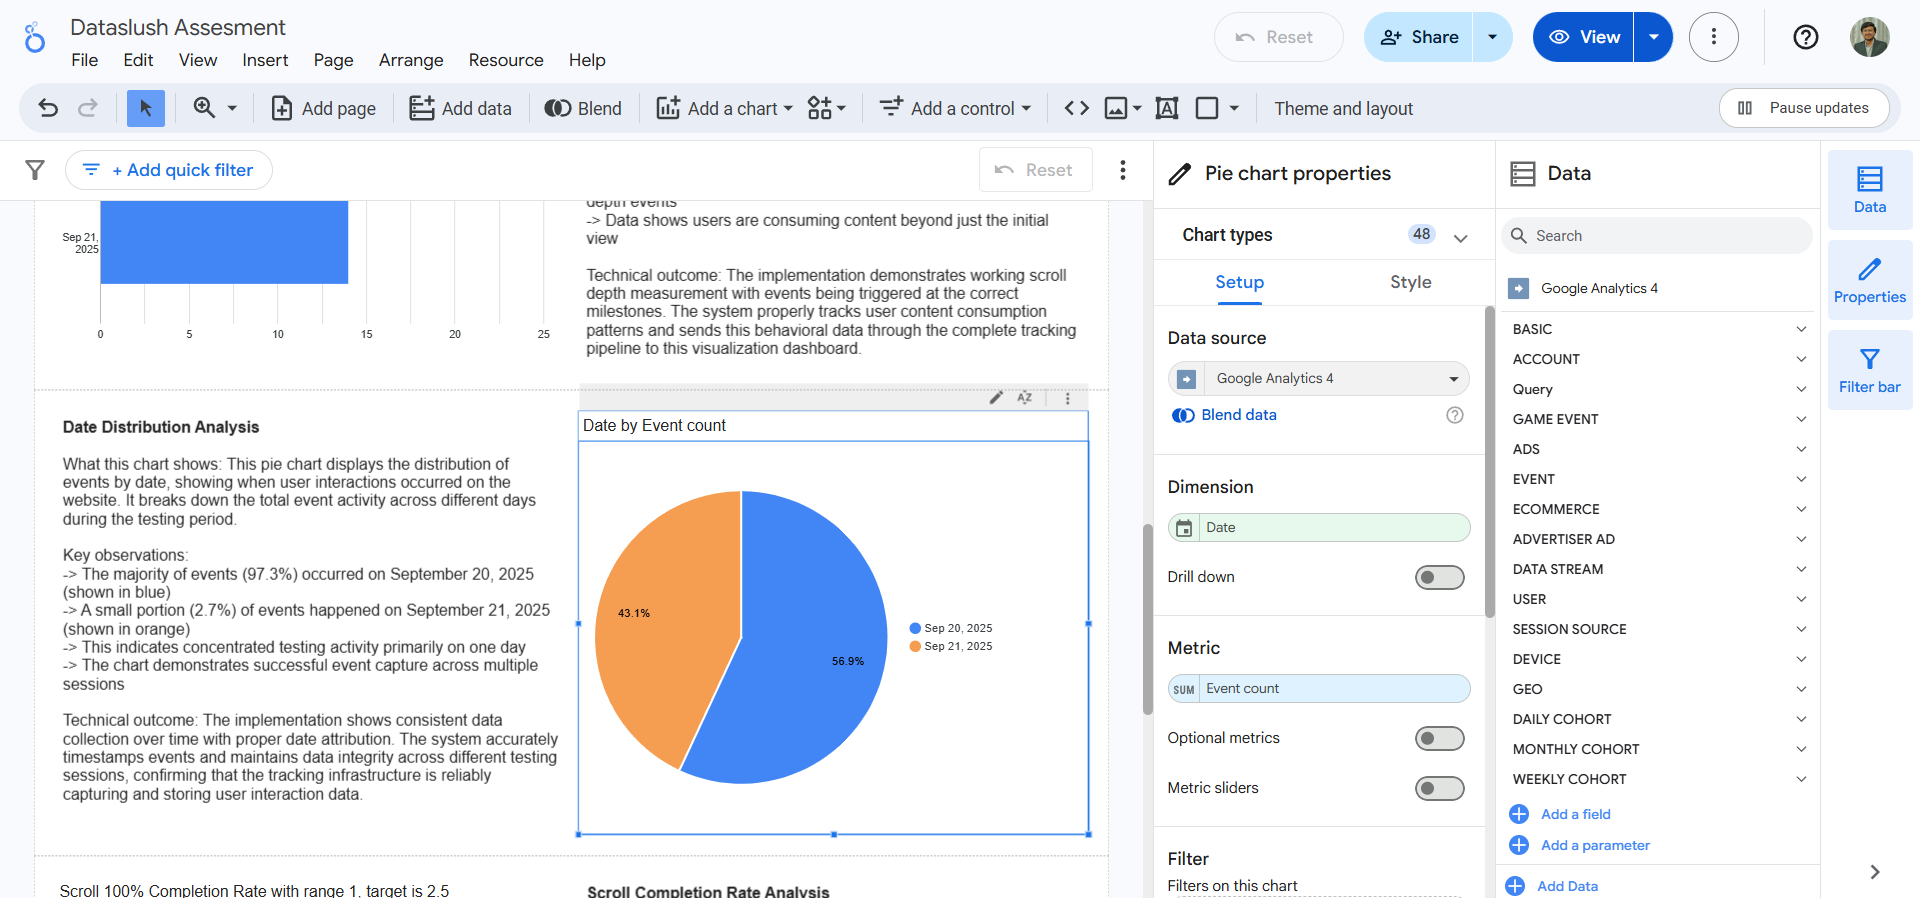 Dataslush Assesment
File Edit View Insert Page Arrange Resource Help
Reset
Share
View
Add page
Add data
Blend
Add a chart
Add a control
Theme and layout
Pause updates
+ Add quick filter
Reset
Sep 21,
2025
0 5 10 15 20 25
depth events
-> Data shows users are consuming content beyond just the initial
view
Technical outcome: The implementation demonstrates working scroll
depth measurement with events being triggered at the correct
milestones. The system properly tracks user content consumption
patterns and sends this behavioral data through the complete tracking
pipeline to this visualization dashboard.
Date Distribution Analysis
What this chart shows: This pie chart displays the distribution of
events by date, showing when user interactions occurred on the
website. It breaks down the total event activity across different days
during the testing period.
Key observations:
-> The majority of events (97.3%) occurred on September 20, 2025
(shown in blue)
-> A small portion (2.7%) of events happened on September 21, 2025
(shown in orange)
-> This indicates concentrated testing activity primarily on one day
-> The chart demonstrates successful event capture across multiple
sessions
Technical outcome: The implementation shows consistent data
collection over time with proper date attribution. The system accurately
timestamps events and maintains data integrity across different testing
sessions, confirming that the tracking infrastructure is reliably
capturing and storing user interaction data.
AZ
Date by Event count
43.1%
56.9%
Sep 20, 2025
Sep 21, 2025
Scroll 100% Completion Rate with range 1, target is 2.5
Scroll Completion Rate Analysis
Pie chart properties
Chart types 48
Setup Style
Data source
Google Analytics 4
Blend data
Dimension
Date
Drill down
Metric
SUM Event count
Optional metrics
Metric sliders
Filter
Filters on this chart
Data
Search
Google Analytics 4
BASIC
ACCOUNT
Query
GAME EVENT
ADS
EVENT
ECOMMERCE
ADVERTISER AD
DATA STREAM
USER
SESSION SOURCE
DEVICE
GEO
DAILY COHORT
MONTHLY COHORT
WEEKLY COHORT
Add a field
Add a parameter
Add Data
Data
Properties
Filter bar